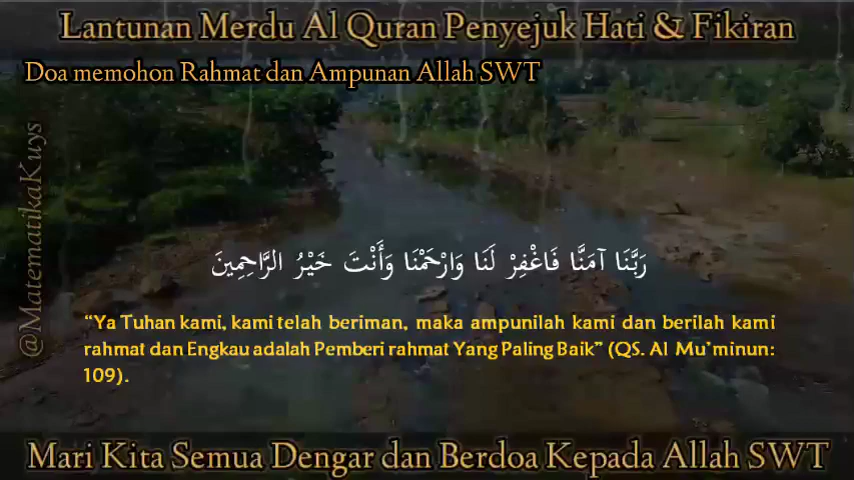 Lantunan Merdu Al Quran Penyejuk Hati & Fikiran
Doa memohon Rahmat dan Ampunan Allah SWT
@MatematikaKuys
رَبَّنَا آمَنَّا فَاغْفِرْ لَنَا وَارْحَمْنَا وَأَنْتَ خَيْرُ الرَّاحِمِينَ
“Ya Tuhan kami, kami telah beriman, maka ampunilah kami dan berilah kami
rahmat dan Engkau adalah Pemberi rahmat Yang Paling Baik” (QS. Al Mu’minun:
109).
Mari Kita Semua Dengar dan Berdoa Kepada Allah SWT